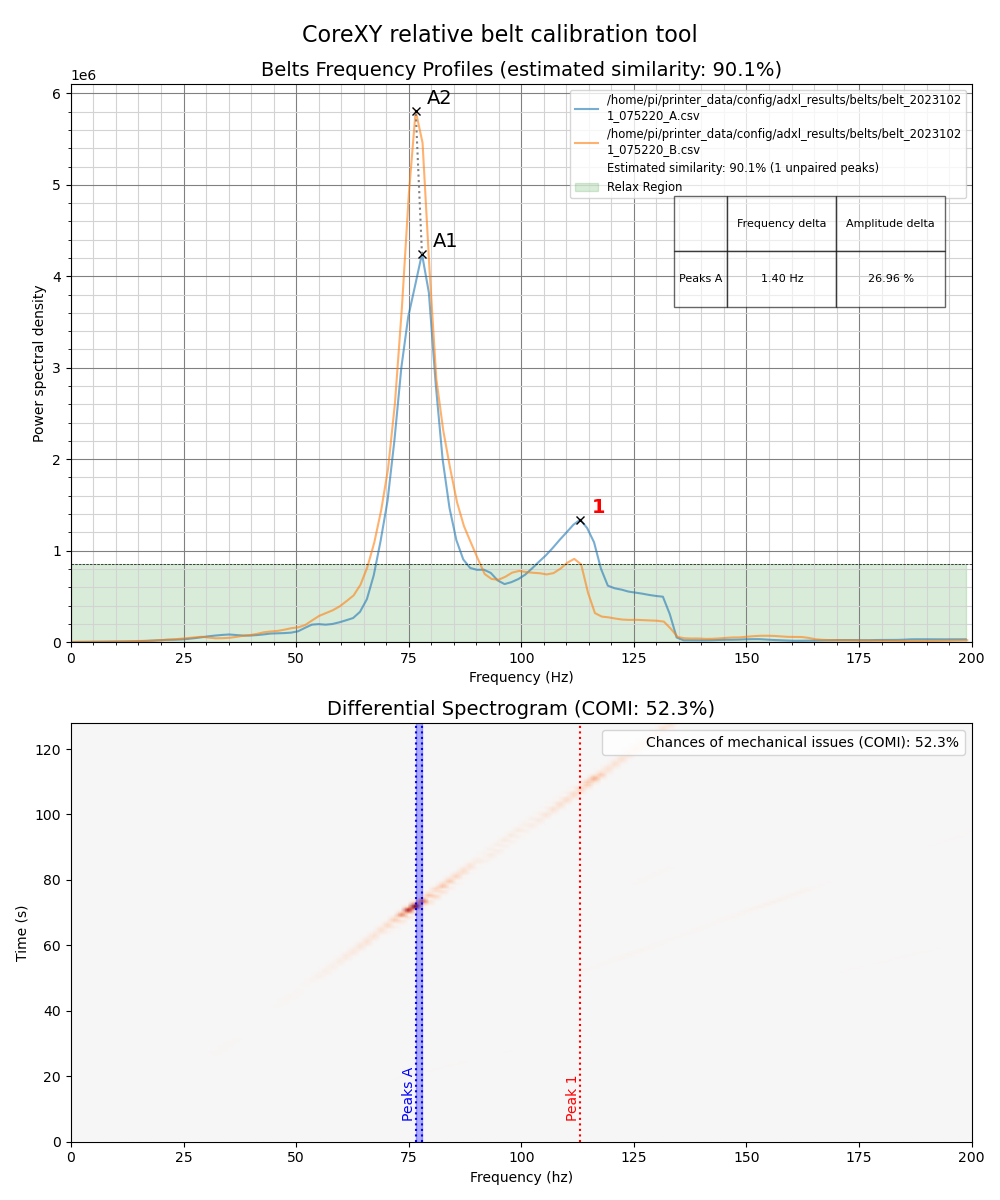 CoreXY relative belt calibration tool
Belts Frequency Profiles (estimated similarity: 90.1%)
1e6
A2
A1
1
/home/pi/printer_data/config/adxl_results/belts/belt_2023102
1_075220_A.csv
/home/pi/printer_data/config/adxl_results/belts/belt_2023102
1_075220_B.csv
Estimated similarity: 90.1% (1 unpaired peaks)
Relax Region
Frequency delta Amplitude delta
Peaks A 1.40 Hz 26.96 %
Power spectral density
6
5
4
3
2
1
0
0 25 50 75 100 125 150 175 200
Frequency (Hz)
Differential Spectrogram (COMI: 52.3%)
Chances of mechanical issues (COMI): 52.3%
Peaks A
Peak 1
Time (s)
120
100
80
60
40
20
0
0 25 50 75 100 125 150 175 200
Frequency (hz)